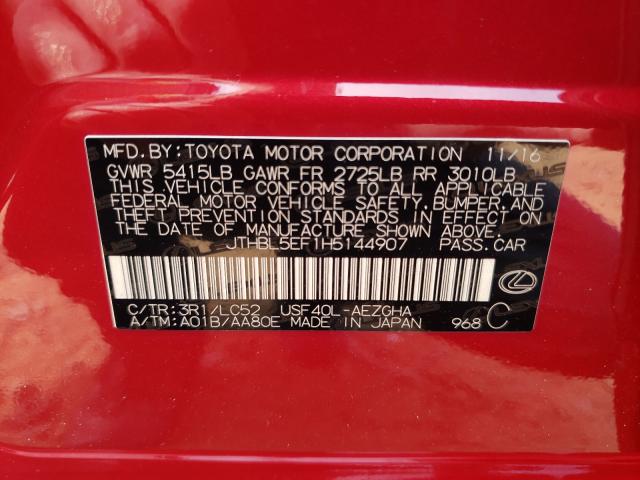 MFD. BY: TOYOTA MOTOR CORPORATION 11/16
GVWR 5415LB GAWR FR 2725LB RR 3010LB
THIS VEHICLE CONFORMS TO ALL APPLICABLE
FEDERAL MOTOR VEHICLE SAFETY, BUMPER, AND
THEFT PREVENTION STANDARDS IN EFFECT ON
THE DATE OF MANUFACTURE SHOWN ABOVE.
JTHBL5EF1H5144907 PASS.CAR
C/TR: 3R1/LC52 USF40L-AEZGHA
A/TM: A01B/AA80E MADE IN JAPAN 968 C